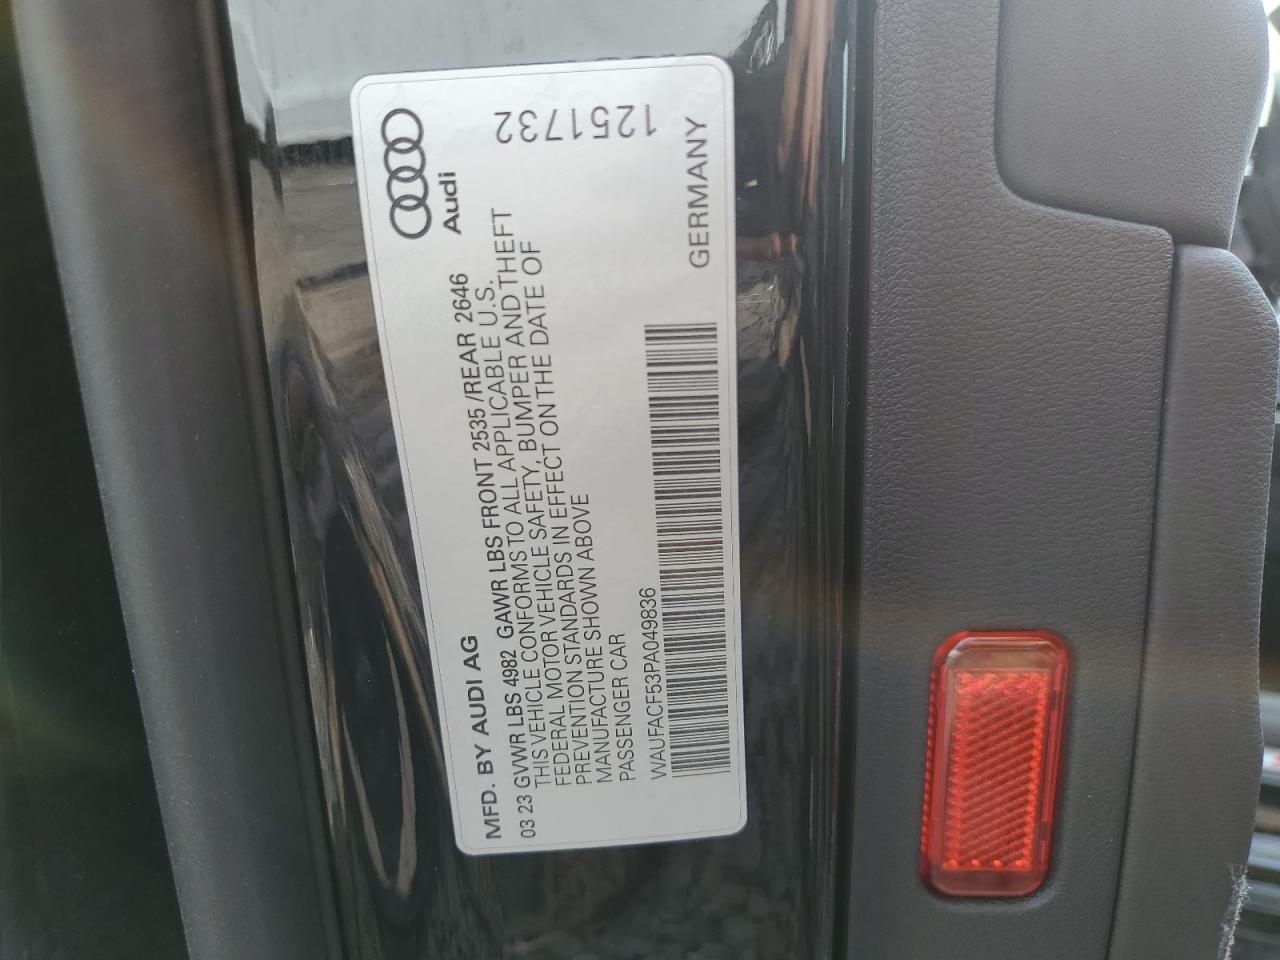 Audi
MFD. BY AUDI AG
03 23 GVWR LBS 4982 GAWR LBS FRONT 2535 /REAR 2646
THIS VEHICLE CONFORMS TO ALL APPLICABLE U.S.
FEDERAL MOTOR VEHICLE SAFETY, BUMPER AND THEFT
PREVENTION STANDARDS IN EFFECT ON THE DATE OF
MANUFACTURE SHOWN ABOVE
PASSENGER CAR
WAUFACF53PA049836
GERMANY
1251732